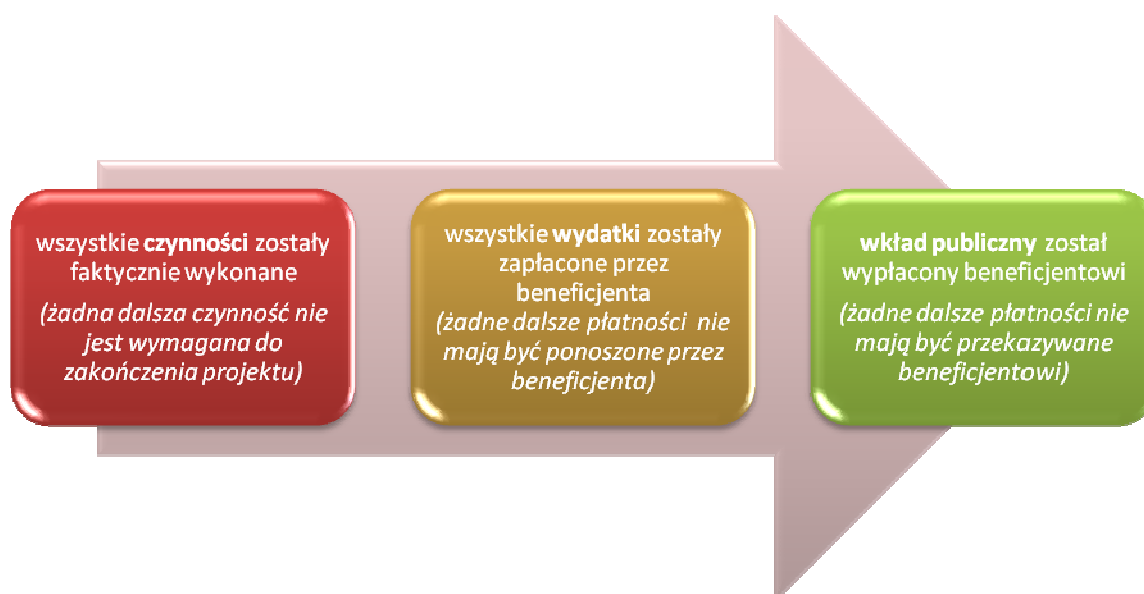 wszystkie czynności zostały
faktycznie wykonane
(żadna dalsza czynność nie
jest wymagana do
zakończenia projektu)
wszystkie wydatki zostały
zapłacone przez
beneficjenta
(żadne dalsze płatności nie
mają być ponoszone przez
beneficjenta)
wkład publiczny został
wypłacony beneficjentowi
(żadne dalsze płatności nie
mają być przekazywane
beneficjentowi)